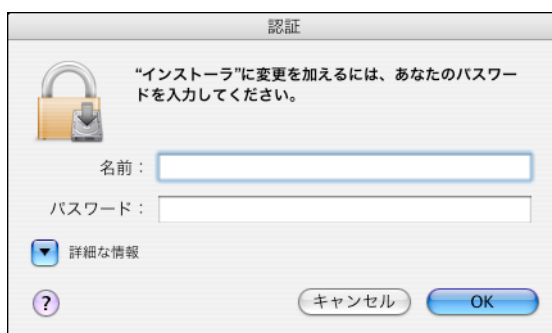 認証
“インストーラ”に変更を加えるには、あなたのパスワー
ドを入力してください。
名前：
パスワード：
詳細な情報
?
キャンセル
OK